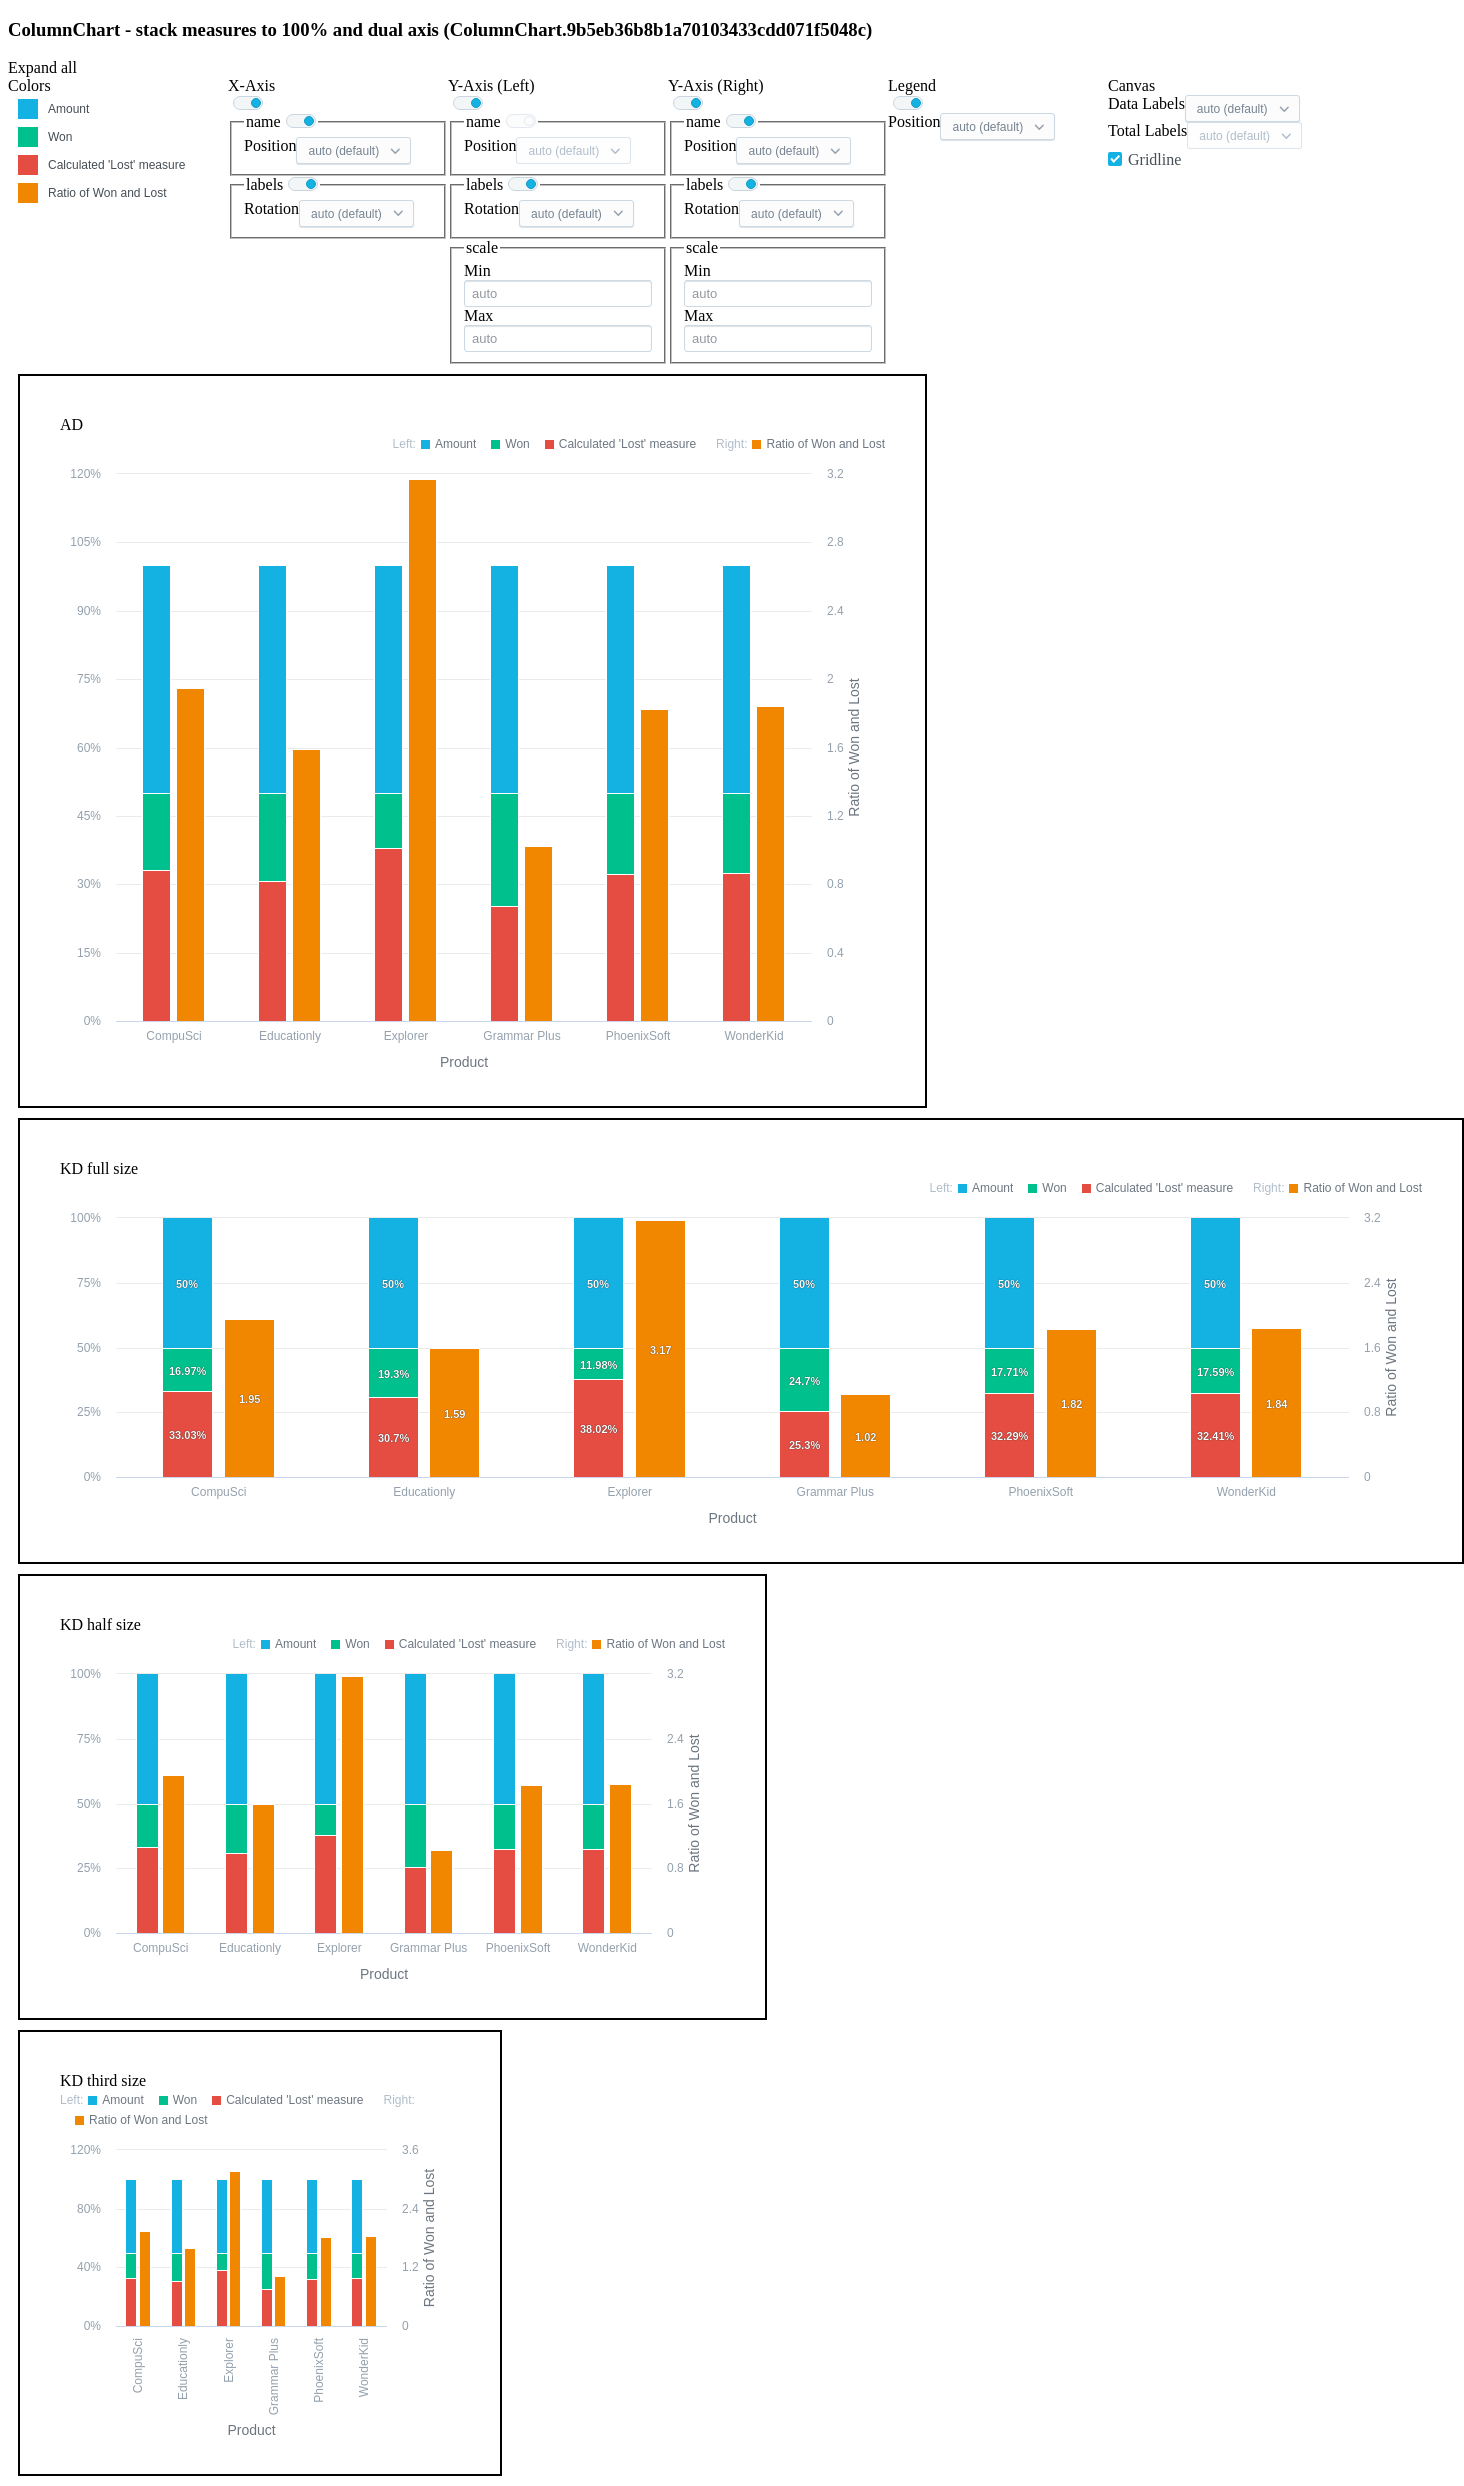 ColumnChart - stack measures to 100% and dual axis (ColumnChart.9b5eb36b8b1a70103433cdd071f5048c)
Expand all
Colors
Amount
Won
Calculated 'Lost' measure
Ratio of Won and Lost
X-Axis
name
Position auto (default)
labels
Rotation auto (default)
Y-Axis (Left)
name
Position auto (default)
labels
Rotation auto (default)
scale
Min
auto
Max
auto
Y-Axis (Right)
name
Position auto (default)
labels
Rotation auto (default)
scale
Min
auto
Max
auto
Legend
Position auto (default)
Canvas
Data Labels auto (default)
Total Labels auto (default)
Gridline
AD
Left: Amount Won Calculated 'Lost' measure Right: Ratio of Won and Lost
120% 3.2
105% 2.8
90% 2.4
75% 2
60% 1.6
45% 1.2
30% 0.8
15% 0.4
0% 0
Ratio of Won and Lost
CompuSci Educationly Explorer Grammar Plus PhoenixSoft WonderKid
Product
KD full size
Left: Amount Won Calculated 'Lost' measure Right: Ratio of Won and Lost
100% 3.2
75% 50% 50% 50% 50% 50% 50% 2.4
50% 1.6
3.17
16.97% 19.3% 11.98% 24.7% 17.71% 17.59%
1.95 1.59 1.02 1.82 1.84
25% 0.8
33.03% 30.7% 38.02% 25.3% 32.29% 32.41%
0% 0
Ratio of Won and Lost
CompuSci Educationly Explorer Grammar Plus PhoenixSoft WonderKid
Product
KD half size
Left: Amount Won Calculated 'Lost' measure Right: Ratio of Won and Lost
100% 3.2
75% 2.4
50% 1.6
25% 0.8
0% 0
Ratio of Won and Lost
CompuSci Educationly Explorer Grammar Plus PhoenixSoft WonderKid
Product
KD third size
Left: Amount Won Calculated 'Lost' measure Right:
Ratio of Won and Lost
120% 3.6
80% 2.4
40% 1.2
0% 0
Ratio of Won and Lost
CompuSci Educationly Explorer Grammar Plus PhoenixSoft WonderKid
Product